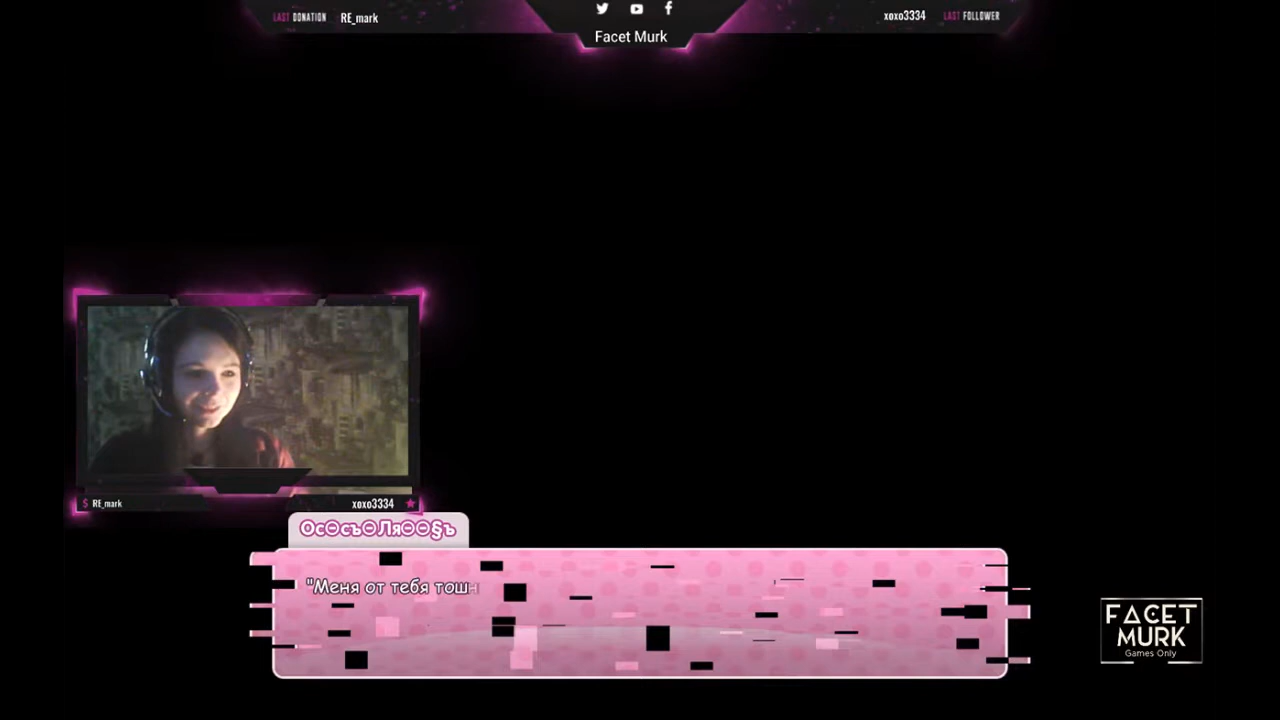 LAST DONATION RE_mark
Facet Murk
xoxo3334 LAST FOLLOWER
$ RE_mark xoxo3334
"Меня от тебя тош
FACET
MURK
Games Only